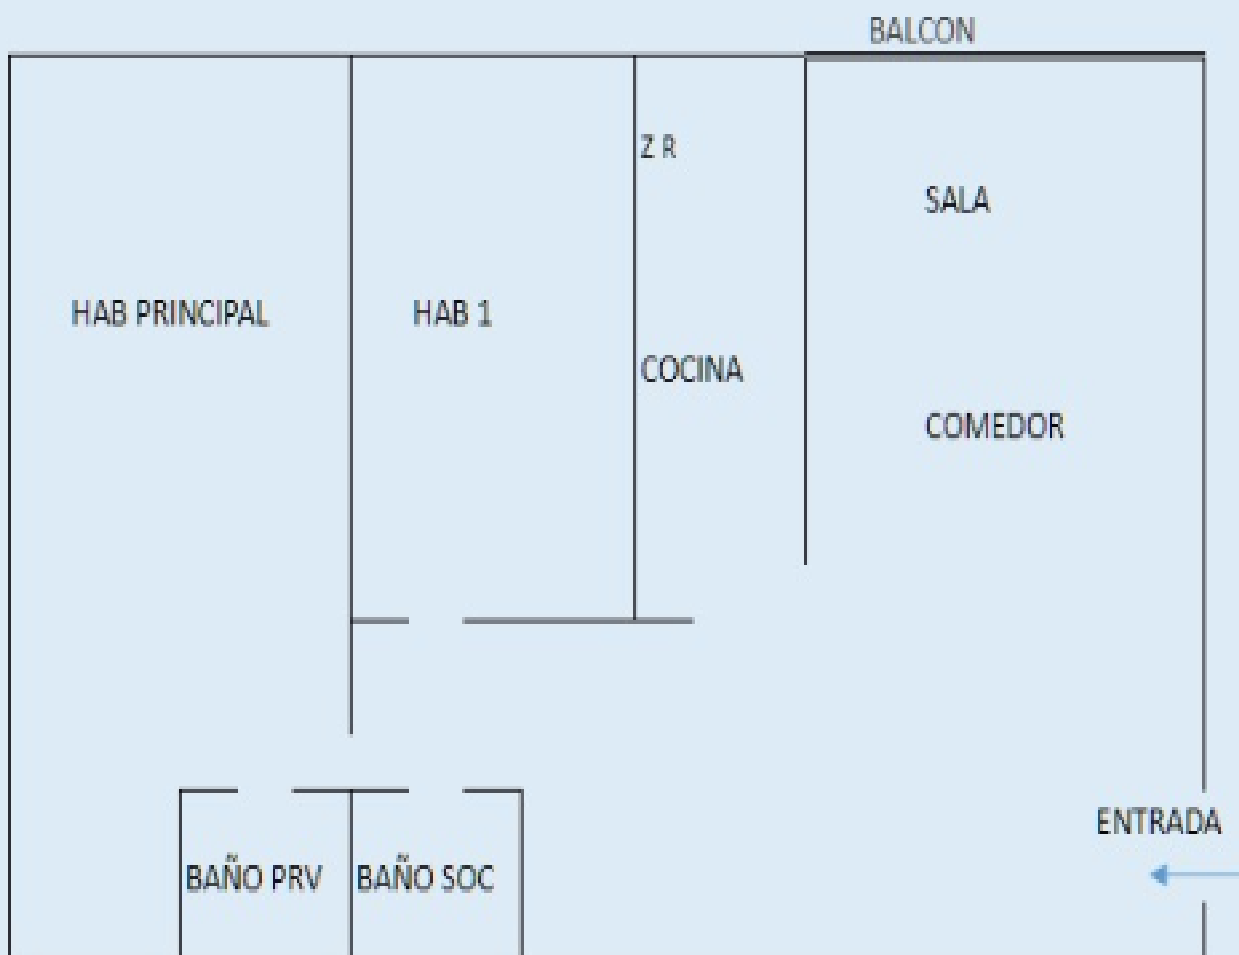 BALCON
Z R
SALA
HAB PRINCIPAL
HAB 1
COCINA
COMEDOR
ENTRADA
BAÑO PRV
BAÑO SOC